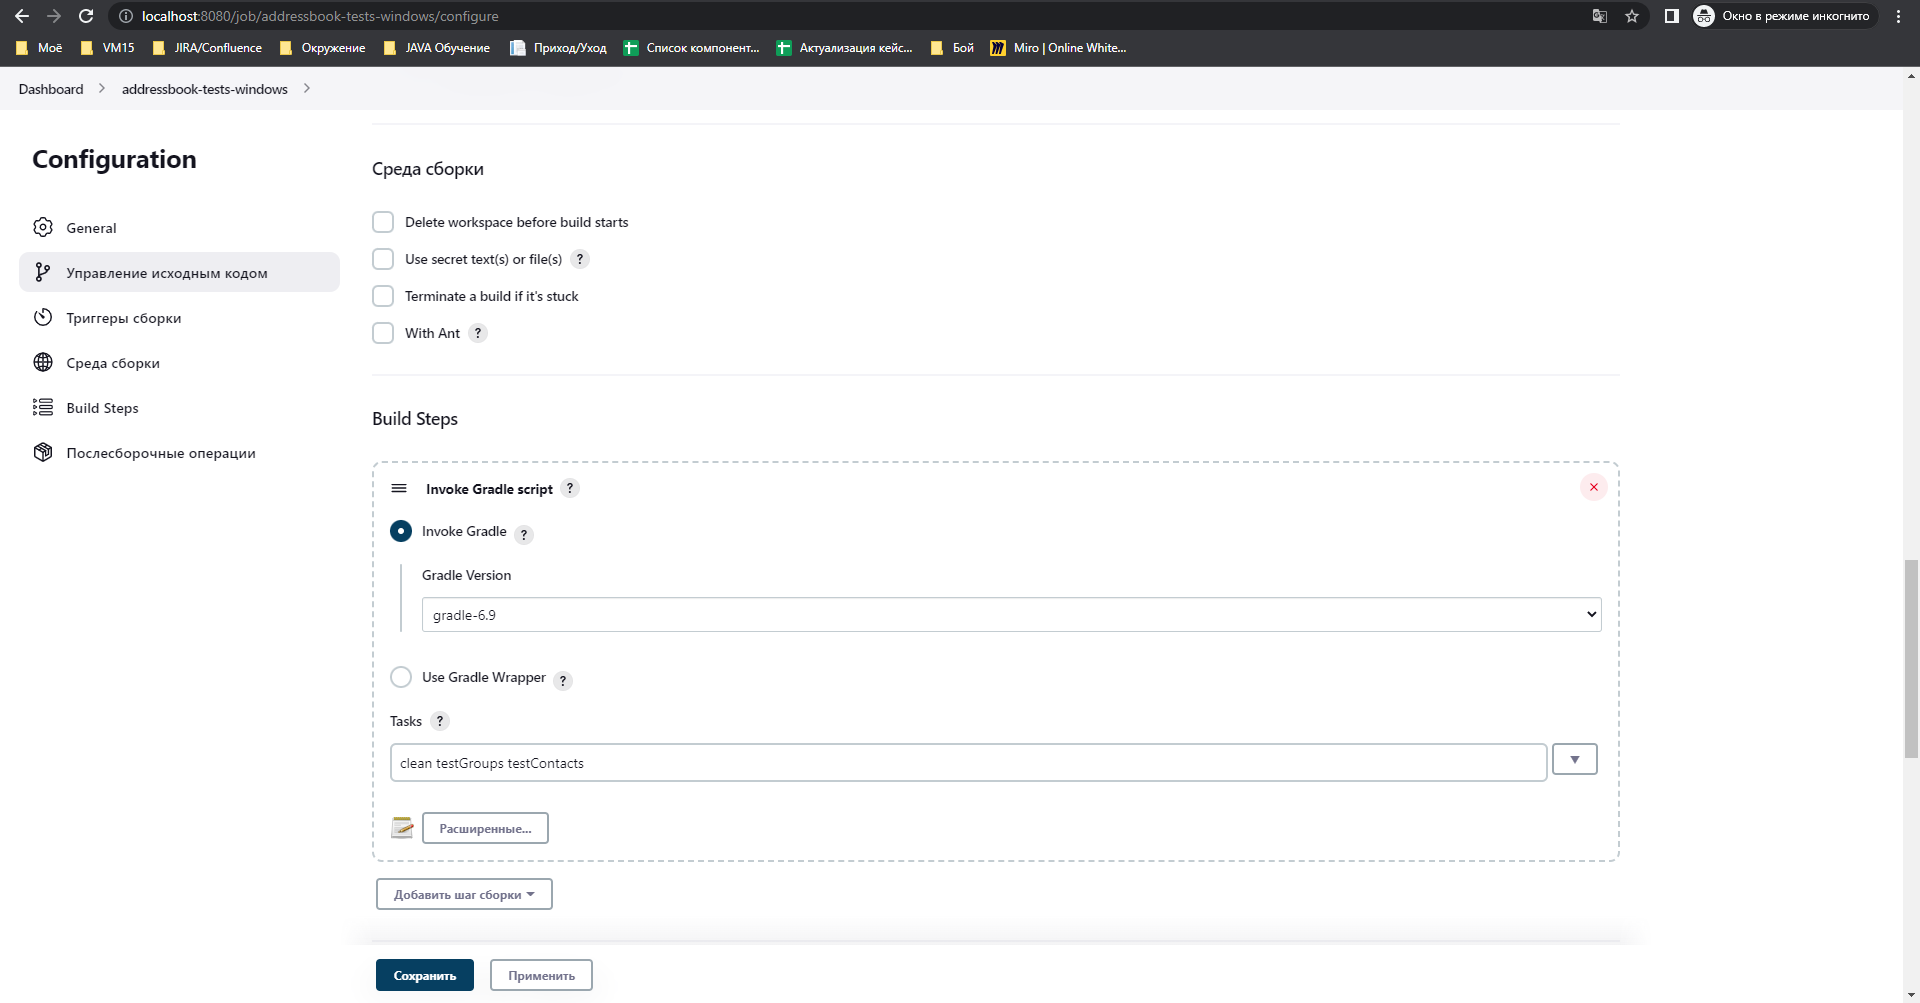 localhost:8080/job/addressbook-tests-windows/configure
Окно в режиме инкогнито
Моё
VM15
JIRA/Confluence
Окружение
JAVA Обучение
Приход/Уход
Список компонент...
Актуализация кейс...
Бой
Miro | Online White...
Dashboard
addressbook-tests-windows
Configuration
General
Управление исходным кодом
Триггеры сборки
Среда сборки
Build Steps
Послесборочные операции
Среда сборки
Delete workspace before build starts
Use secret text(s) or file(s) ?
Terminate a build if it's stuck
With Ant ?
Build Steps
Invoke Gradle script ?
Invoke Gradle ?
Gradle Version
gradle-6.9
Use Gradle Wrapper ?
Tasks ?
clean testGroups testContacts
Расширенные...
Добавить шаг сборки
Сохранить
Применить